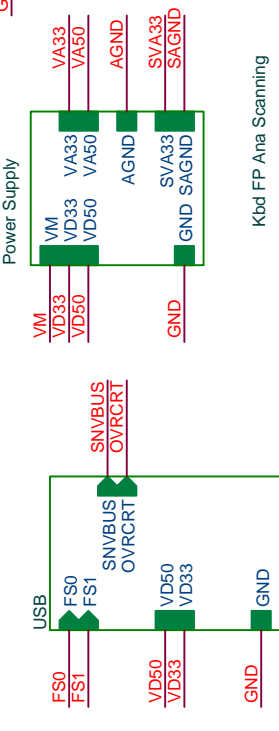 G
Power Supply
VM
VD33
VD50
GND
VM
VD33
VD50
GND
VA33
VA50
AGND
SVA33
SAGND
VA33
VA50
AGND
SVA33
SAGND
Kbd FP Ana Scanning
USB
FS0
FS1
VD50
VD33
GND
FS0
FS1
VD50
VD33
GND
SNVBUS
OVRCRT
SNVBUS
OVRCRT